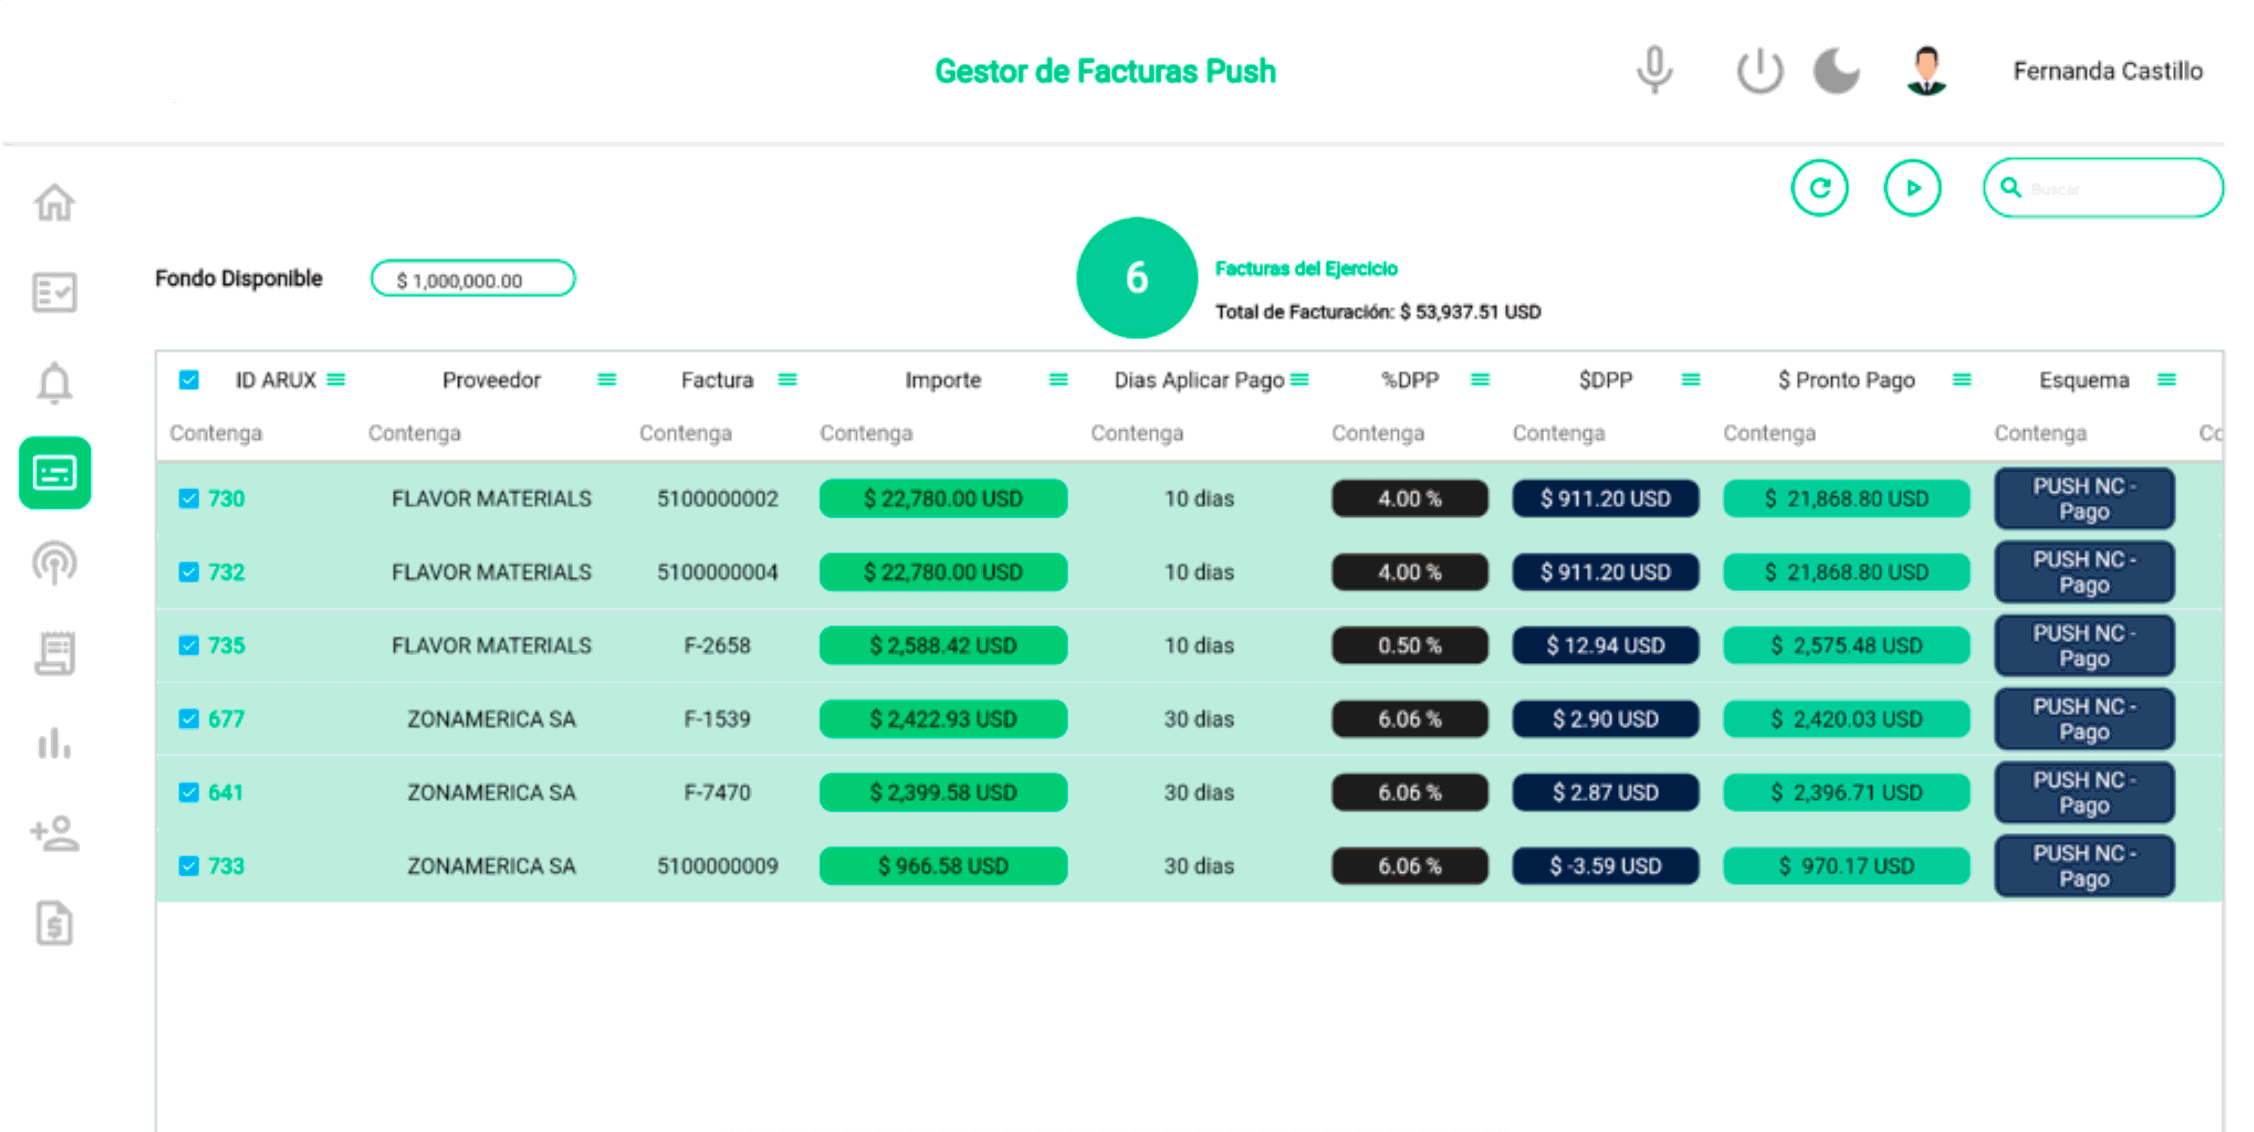 Gestor de Facturas Push
Fernanda Castillo
Buscar
Fondo Disponible $ 1,000,000.00
6
Facturas del Ejercicio
Total de Facturación: $ 53,937.51 USD
ID ARUX Proveedor Factura Importe Dias Aplicar Pago %DPP $DPP $ Pronto Pago Esquema
Contenga Contenga Contenga Contenga Contenga Contenga Contenga Contenga Contenga Co
730 FLAVOR MATERIALS 5100000002 $ 22,780.00 USD 10 dias 4.00 % $ 911.20 USD $ 21,868.80 USD PUSH NC - Pago
732 FLAVOR MATERIALS 5100000004 $ 22,780.00 USD 10 dias 4.00 % $ 911.20 USD $ 21,868.80 USD PUSH NC - Pago
735 FLAVOR MATERIALS F-2658 $ 2,588.42 USD 10 dias 0.50 % $ 12.94 USD $ 2,575.48 USD PUSH NC - Pago
677 ZONAMERICA SA F-1539 $ 2,422.93 USD 30 dias 6.06 % $ 2.90 USD $ 2,420.03 USD PUSH NC - Pago
641 ZONAMERICA SA F-7470 $ 2,399.58 USD 30 dias 6.06 % $ 2.87 USD $ 2,396.71 USD PUSH NC - Pago
733 ZONAMERICA SA 5100000009 $ 966.58 USD 30 dias 6.06 % $ -3.59 USD $ 970.17 USD PUSH NC - Pago